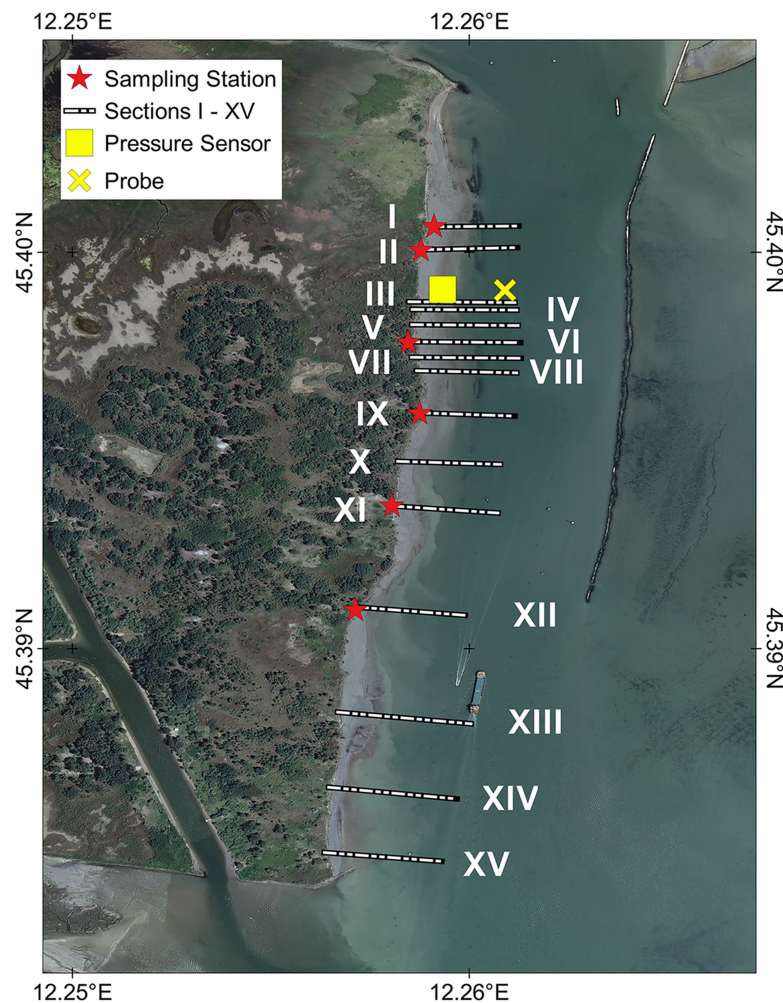 12.25°E
12.26°E
Sampling Station
Sections I - XV
Pressure Sensor
Probe
I
II
III
IV
V
VI
VII
VIII
IX
X
XI
XII
XIII
XIV
XV
45.40°N
45.40°N
45.39°N
45.39°N
12.25°E
12.26°E